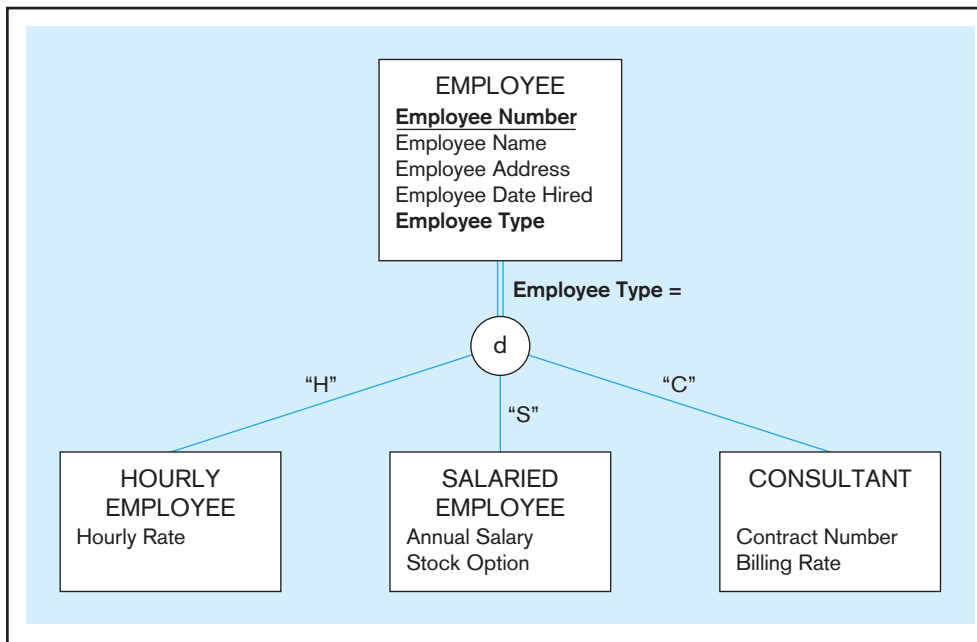 EMPLOYEE
Employee Number
Employee Name
Employee Address
Employee Date Hired
Employee Type
Employee Type =
d
“H”
“S”
“C”
HOURLY
EMPLOYEE
Hourly Rate
SALARIED
EMPLOYEE
Annual Salary
Stock Option
CONSULTANT
Contract Number
Billing Rate